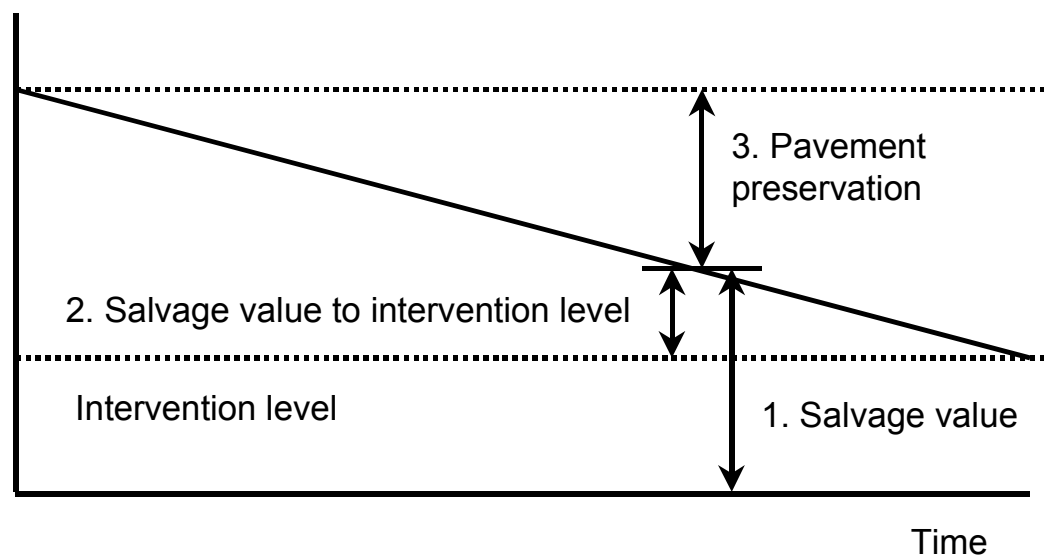 3. Pavement
preservation
2. Salvage value to intervention level
Intervention level
1. Salvage value
Time